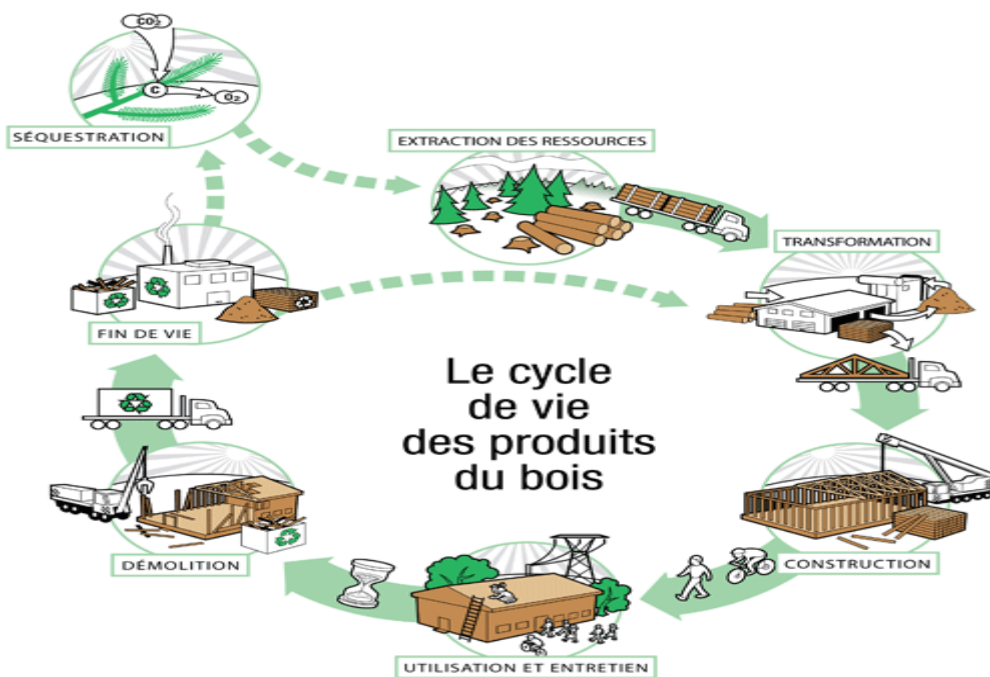 CO₂
C
O₂
SÉQUESTRATION
EXTRACTION DES RESSOURCES
TRANSFORMATION
FIN DE VIE
Le cycle
de vie
des produits
du bois
DÉMOLITION
CONSTRUCTION
UTILISATION ET ENTRETIEN